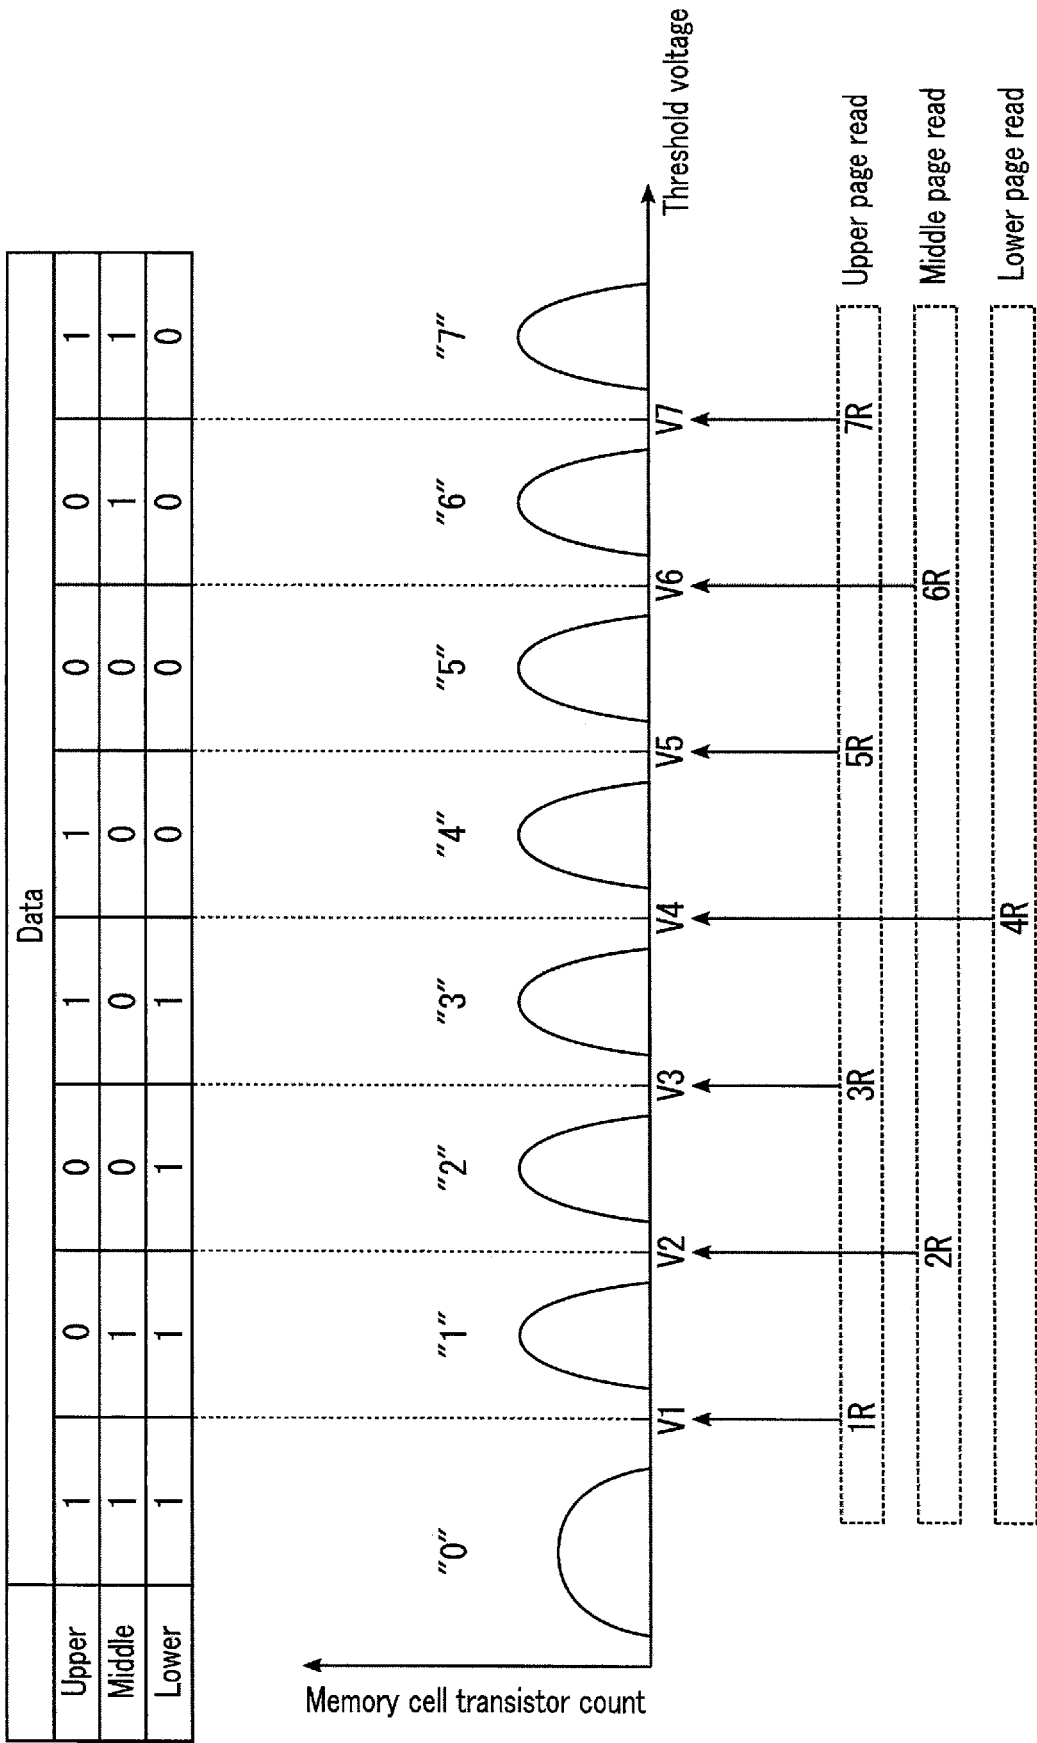 Data
Upper 1 0 0 1 1 0 0 1
Middle 1 1 0 0 0 0 1 1
Lower 1 1 1 1 0 0 0 0
"0" "1" "2" "3" "4" "5" "6" "7"
Memory cell transistor count
V1 V2 V3 V4 V5 V6 V7
Threshold voltage
1R 3R 5R 7R Upper page read
2R 6R Middle page read
4R Lower page read